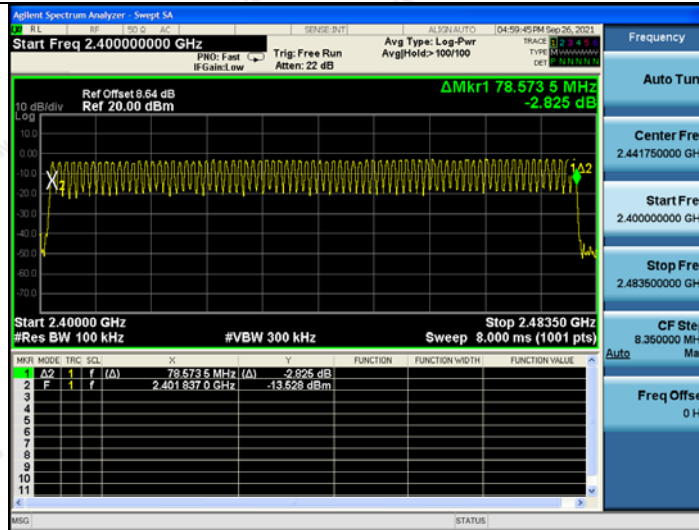 Agilent Spectrum Analyzer - Swept SA
RL RF 50 Ω AC SENSE:INT ALIGN AUTO 04:59:45 PM Sep 26, 2021
Start Freq 2.400000000 GHz
PNO: Fast
IFGain:Low
Trig: Free Run
Atten: 22 dB
Avg Type: Log-Pwr
Avg|Hold:> 100/100
TRACE 1 2 3 4 5 6
TYPE M
DET P N N N N N
Frequency
Ref Offset 8.64 dB
Ref 20.00 dBm
ΔMkr1 78.573 5 MHz
-2.825 dB
10 dB/div
Log
10.0
0.00
-10.0
-20.0
-30.0
-40.0
-50.0
-60.0
-70.0
2
1Δ2
Start 2.40000 GHz
#Res BW 100 kHz
#VBW 300 kHz
Stop 2.48350 GHz
Sweep 8.000 ms (1001 pts)
MKR MODE TRC SCL X Y FUNCTION FUNCTION WIDTH FUNCTION VALUE
1 Δ2 1 f (Δ) 78.573 5 MHz (Δ) -2.825 dB
2 F 1 f 2.401 837 0 GHz -13.528 dBm
3
4
5
6
7
8
9
10
11
MSG STATUS
Auto Tun
Center Fre
2.441750000 GH
Start Fre
2.400000000 GH
Stop Fre
2.483500000 GH
CF Ste
8.350000 MH
Auto Ma
Freq Offse
0 H